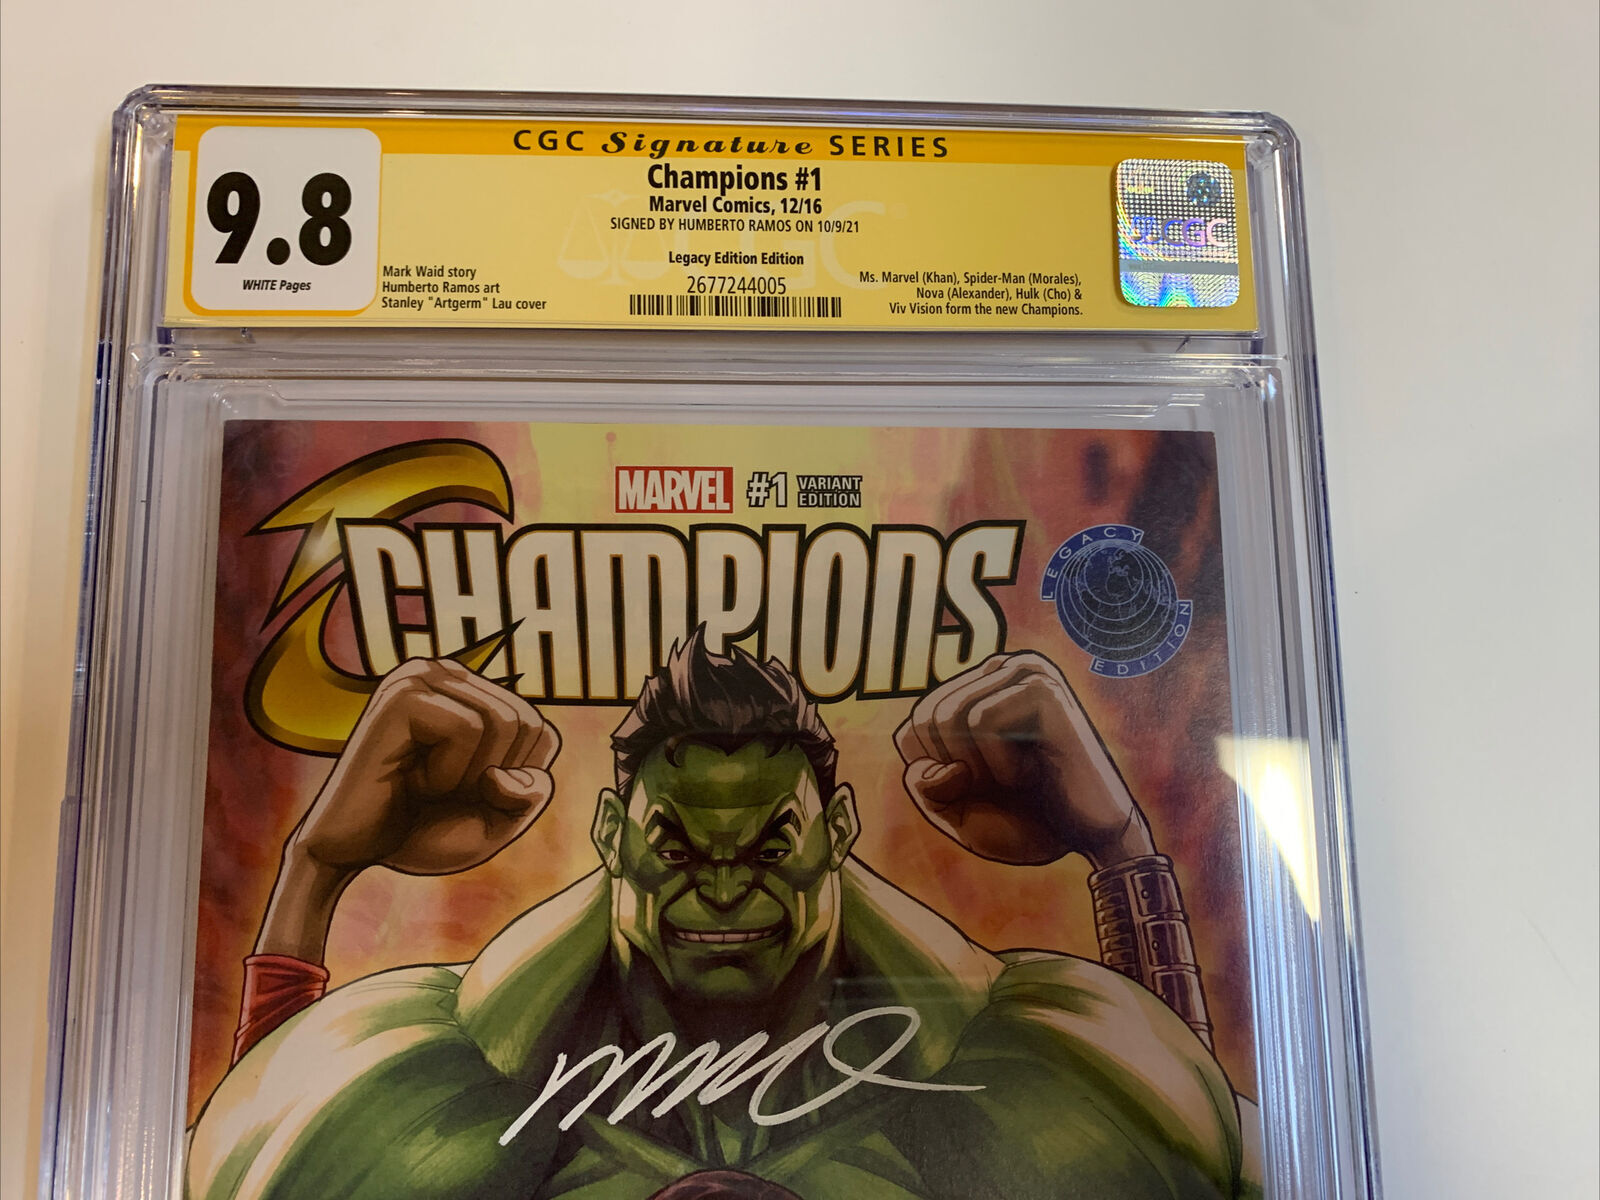 CGC Signature SERIES
9.8
WHITE Pages
Champions #1
Marvel Comics, 12/16
SIGNED BY HUMBERTO RAMOS ON 10/9/21
Legacy Edition Edition
2677244005
Mark Waid story
Humberto Ramos art
Stanley "Artgerm" Lau cover
Ms. Marvel (Khan), Spider-Man (Morales),
Nova (Alexander), Hulk (Cho) &
Viv Vision form the new Champions.
CGC
MARVEL #1 VARIANT
EDITION
CHAMPIONS
LEGACY
EDITION